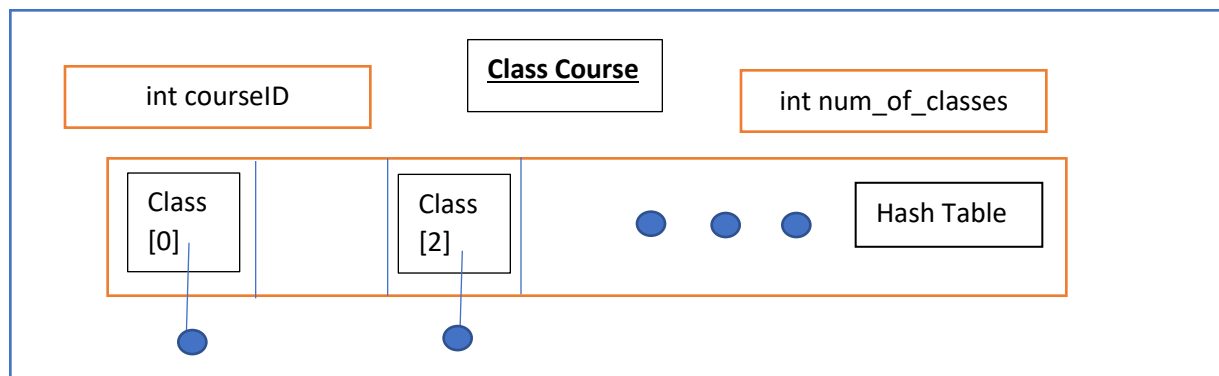 Class Course
int courseID
int num_of_classes
Class
[0]
Class
[2]
Hash Table